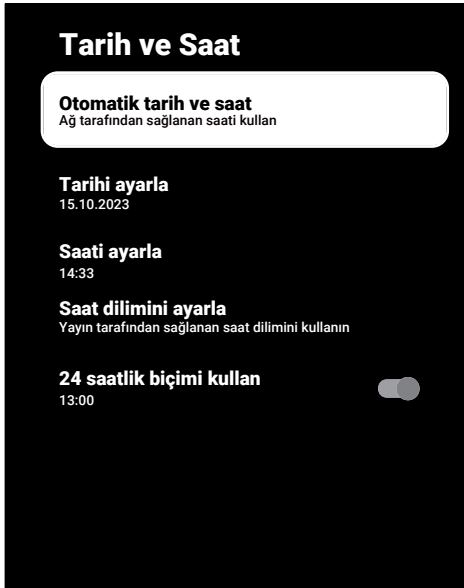 Tarih ve Saat
Otomatik tarih ve saat
Ağ tarafından sağlanan saati kullan
Tarihi ayarla
15.10.2023
Saati ayarla
14:33
Saat dilimini ayarla
Yayın tarafından sağlanan saat dilimini kullanın
24 saatlik biçimi kullan
13:00